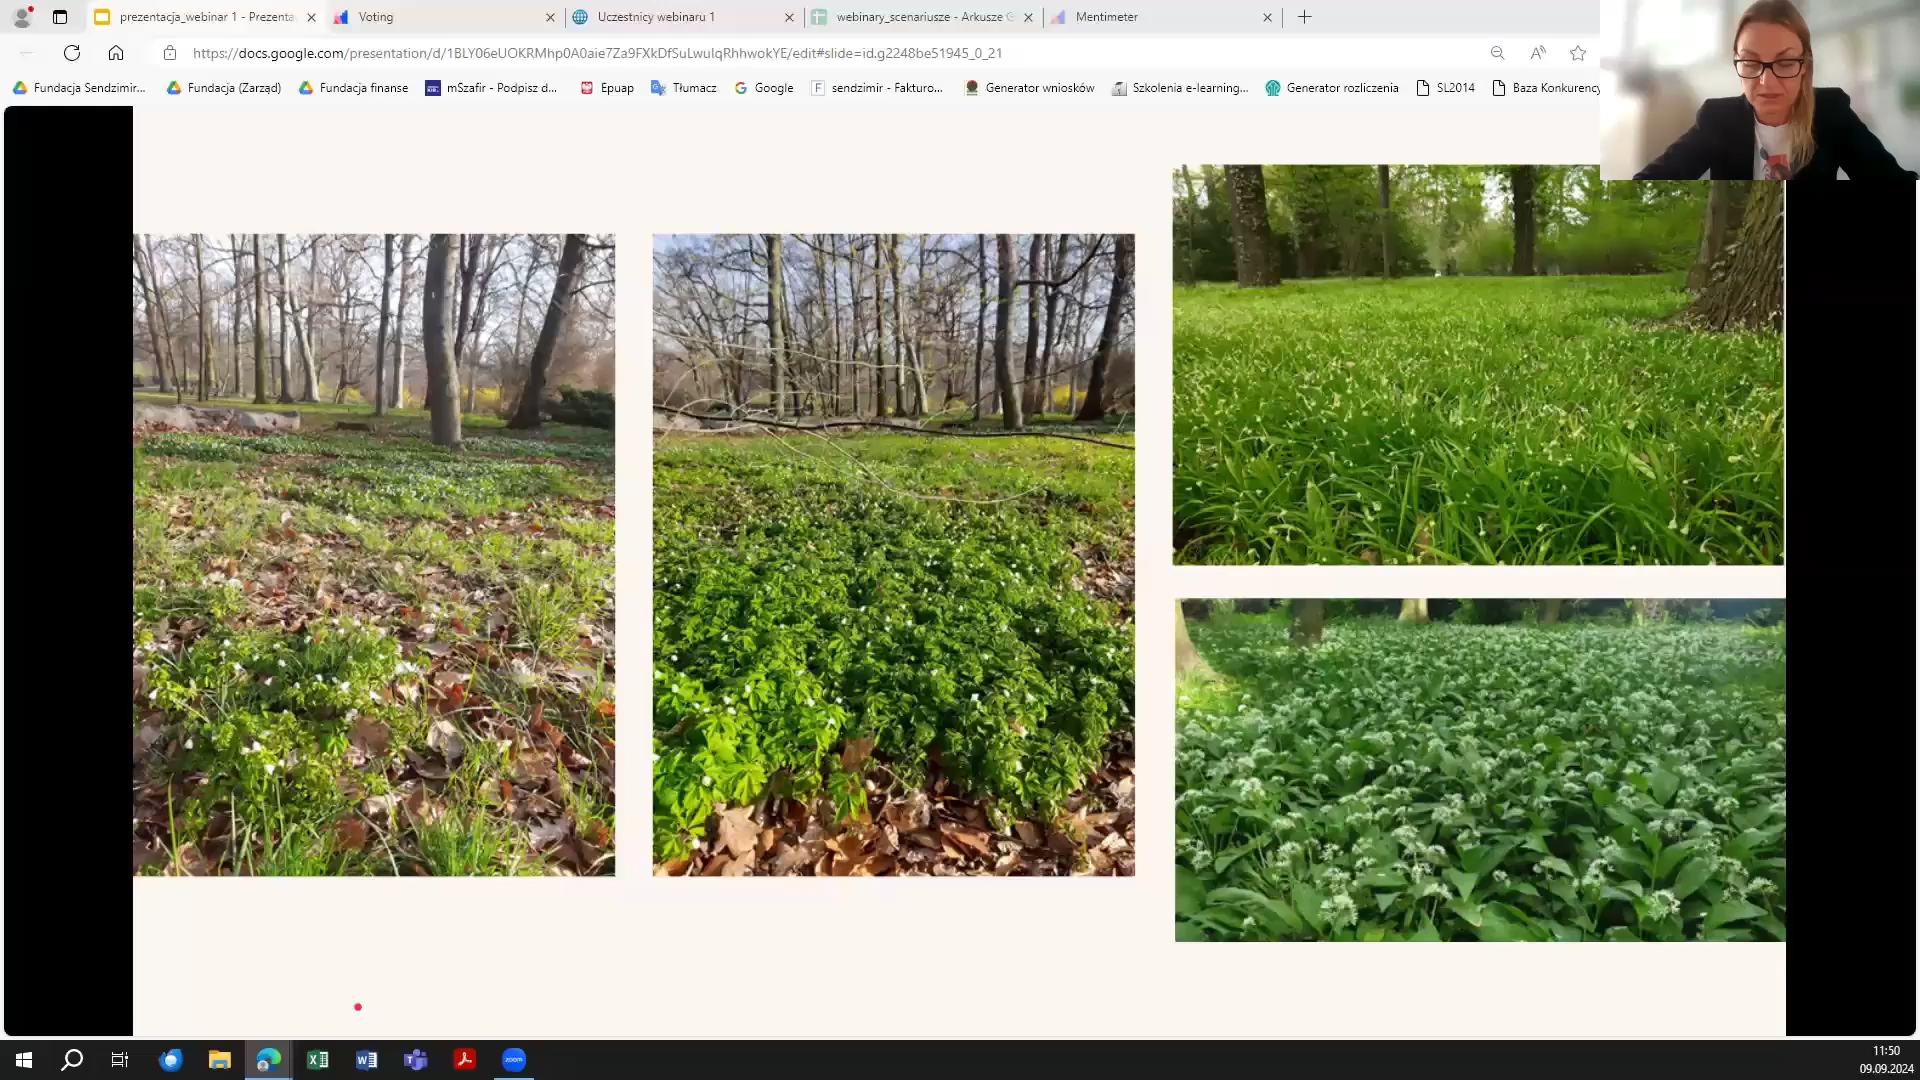 prezentacja_webinar 1 - Prezenta
Voting
Uczestnicy webinaru 1
webinary_scenariusze - Arkusze G
Mentimeter
https://docs.google.com/presentation/d/1BLY06eUOKRMhp0A0aie7Za9FXkDfSuLwulqRhhwokYE/edit#slide=id.g2248be51945_0_21
Fundacja Sendzimir...
Fundacja (Zarząd)
Fundacja finanse
mSzafir - Podpisz d...
Epuap
Tłumacz
Google
sendzimir - Fakturo...
Generator wniosków
Szkolenia e-learning...
Generator rozliczenia
SL2014
Baza Konkurency
zoom
11:50
09.09.2024